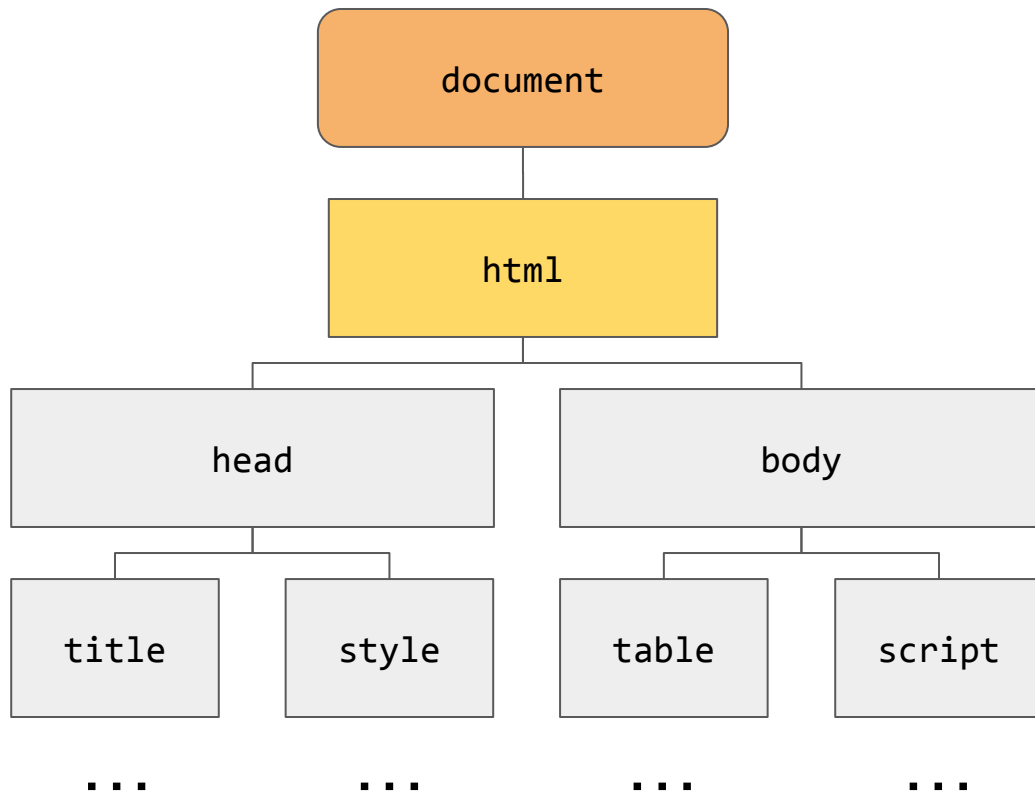 document
html
head body
title style table script
... ... ... ...